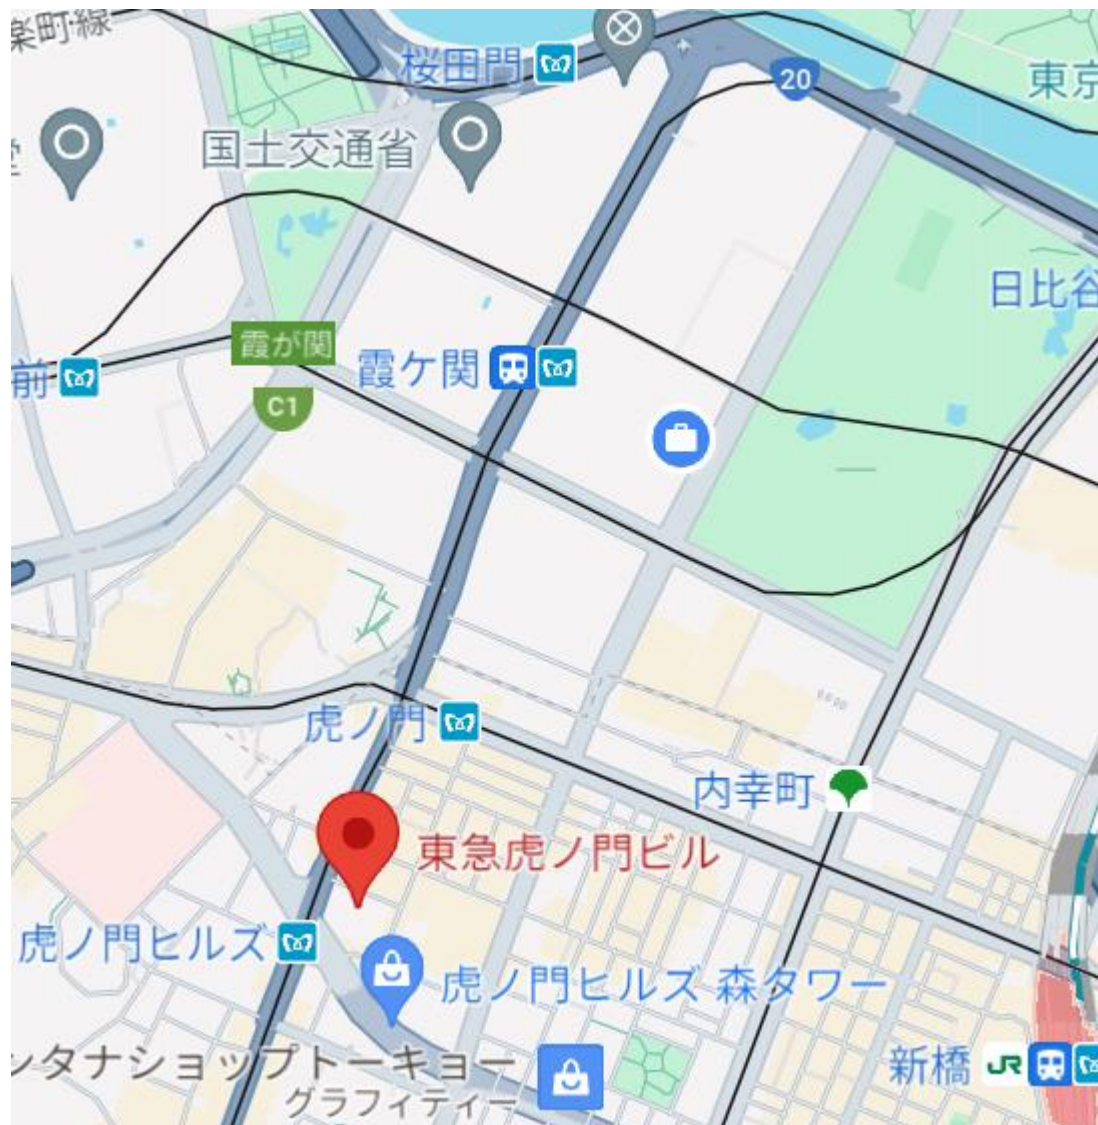 楽町線
桜田門
20
東京
国土交通省
堂
日比谷
霞が関
前
霞ケ関
C1
虎ノ門
内幸町
東急虎ノ門ビル
虎ノ門ヒルズ
虎ノ門ヒルズ 森タワー
ンタナショップトーキョー
グラフィティー
新橋
JR